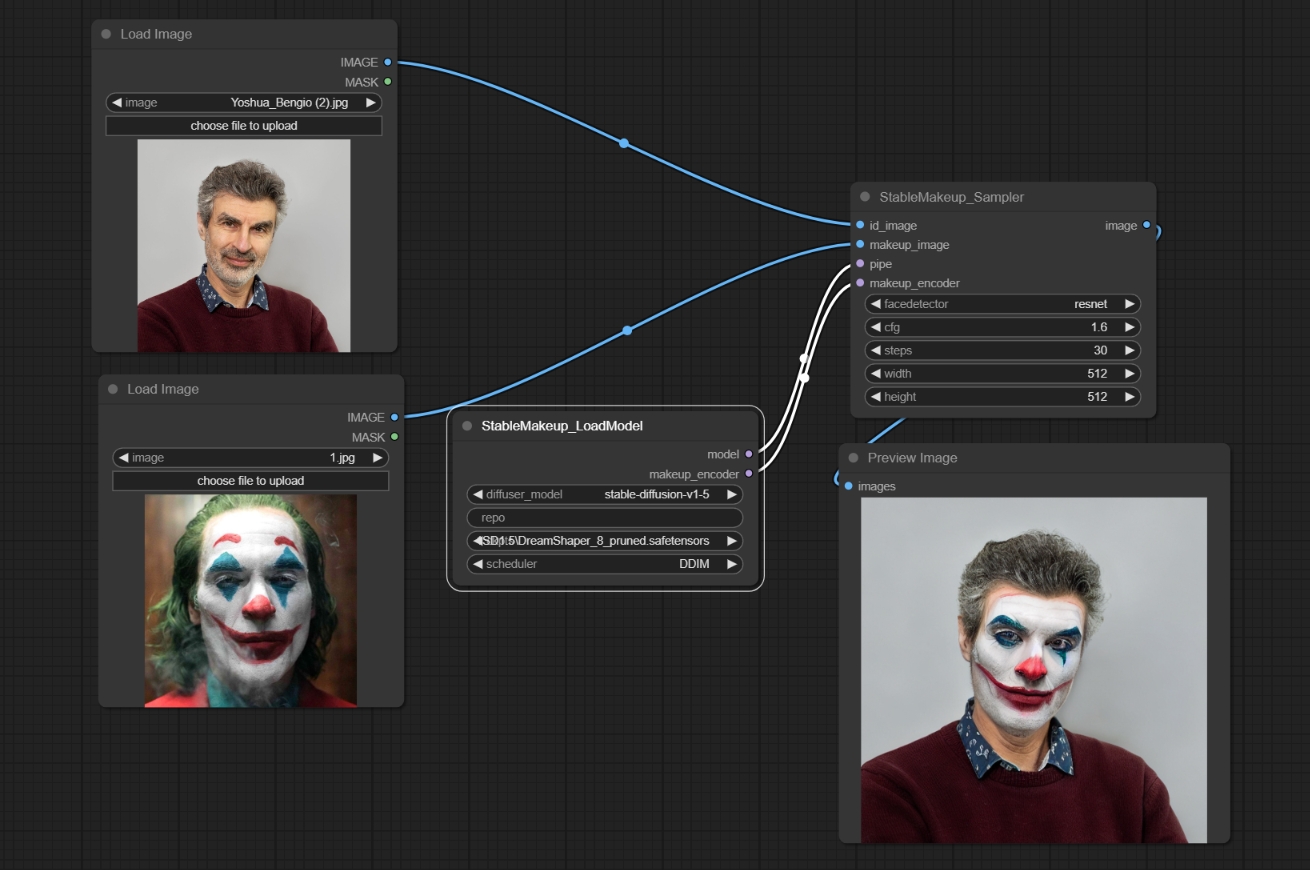 Load Image
IMAGE
MASK
image Yoshua_Bengio (2).jpg
choose file to upload
Load Image
IMAGE
MASK
image 1.jpg
choose file to upload
StableMakeup_LoadModel
model
makeup_encoder
diffuser_model stable-diffusion-v1-5
repo
SD1.5\DreamShaper_8_pruned.safetensors
scheduler DDIM
StableMakeup_Sampler
id_image image
makeup_image
pipe
makeup_encoder
facedetector resnet
cfg 1.6
steps 30
width 512
height 512
Preview Image
images